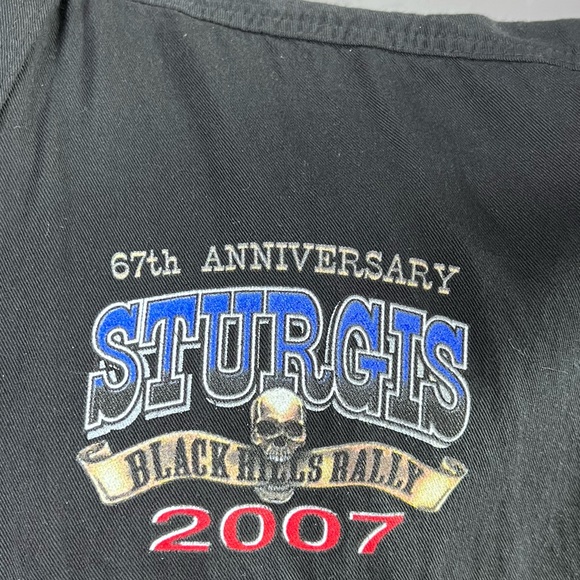 67th ANNIVERSARY
STURGIS
BLACK HILLS RALLY
2007